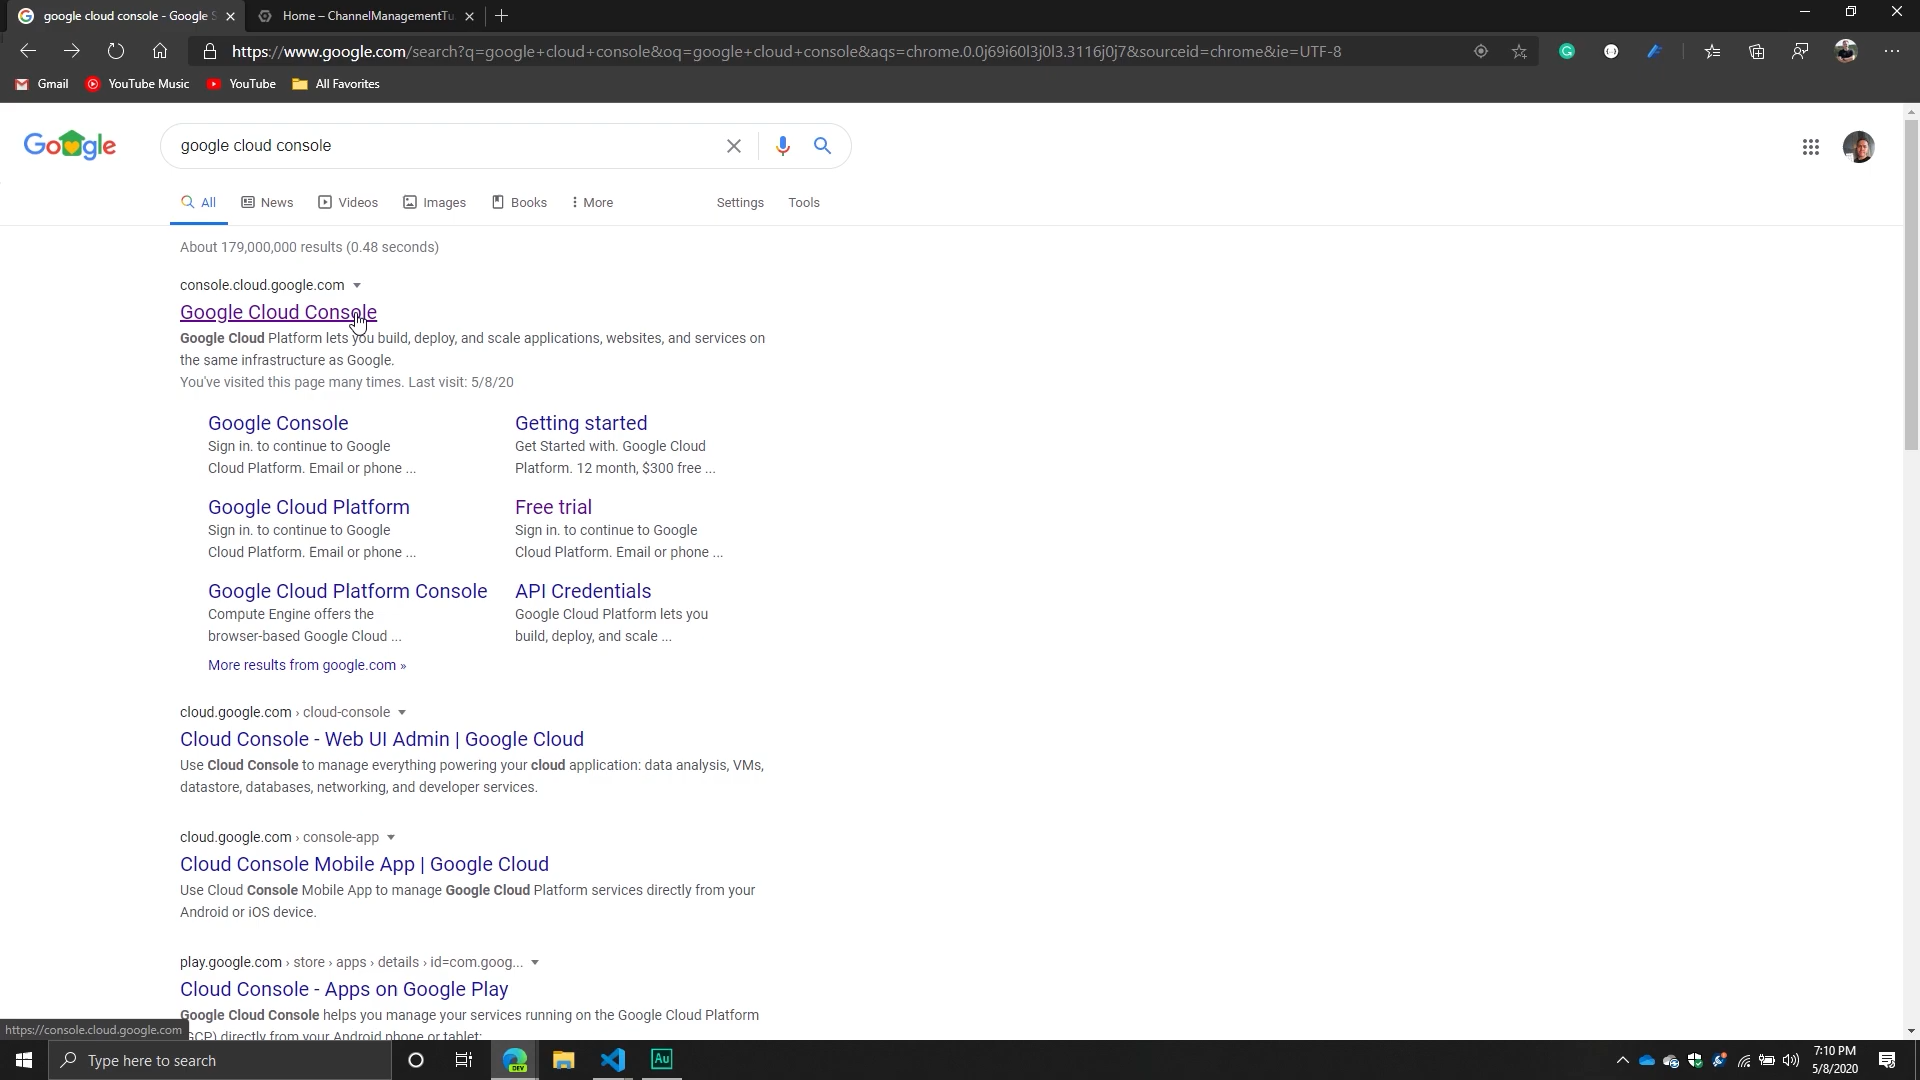 google cloud console - Google S
Home – ChannelManagementTu
https://www.google.com/search?q=google+cloud+console&oq=google+cloud+console&aqs=chrome.0.0j69i60l3j0l3.3116j0j7&sourceid=chrome&ie=UTF-8
Gmail YouTube Music YouTube All Favorites
Google google cloud console
All News Videos Images Books More Settings Tools
About 179,000,000 results (0.48 seconds)
console.cloud.google.com
Google Cloud Console
Google Cloud Platform lets you build, deploy, and scale applications, websites, and services on
the same infrastructure as Google.
You've visited this page many times. Last visit: 5/8/20
Google Console
Sign in. to continue to Google
Cloud Platform. Email or phone ...
Getting started
Get Started with. Google Cloud
Platform. 12 month, $300 free ...
Google Cloud Platform
Sign in. to continue to Google
Cloud Platform. Email or phone ...
Free trial
Sign in. to continue to Google
Cloud Platform. Email or phone ...
Google Cloud Platform Console
Compute Engine offers the
browser-based Google Cloud ...
API Credentials
Google Cloud Platform lets you
build, deploy, and scale ...
More results from google.com »
cloud.google.com › cloud-console
Cloud Console - Web UI Admin | Google Cloud
Use Cloud Console to manage everything powering your cloud application: data analysis, VMs,
datastore, databases, networking, and developer services.
cloud.google.com › console-app
Cloud Console Mobile App | Google Cloud
Use Cloud Console Mobile App to manage Google Cloud Platform services directly from your
Android or iOS device.
play.google.com › store › apps › details › id=com.goog...
Cloud Console - Apps on Google Play
Google Cloud Console helps you manage your services running on the Google Cloud Platform
GCP) directly from your Android phone or tablet:
https://console.cloud.google.com
Type here to search
DEV
Au
7:10 PM
5/8/2020